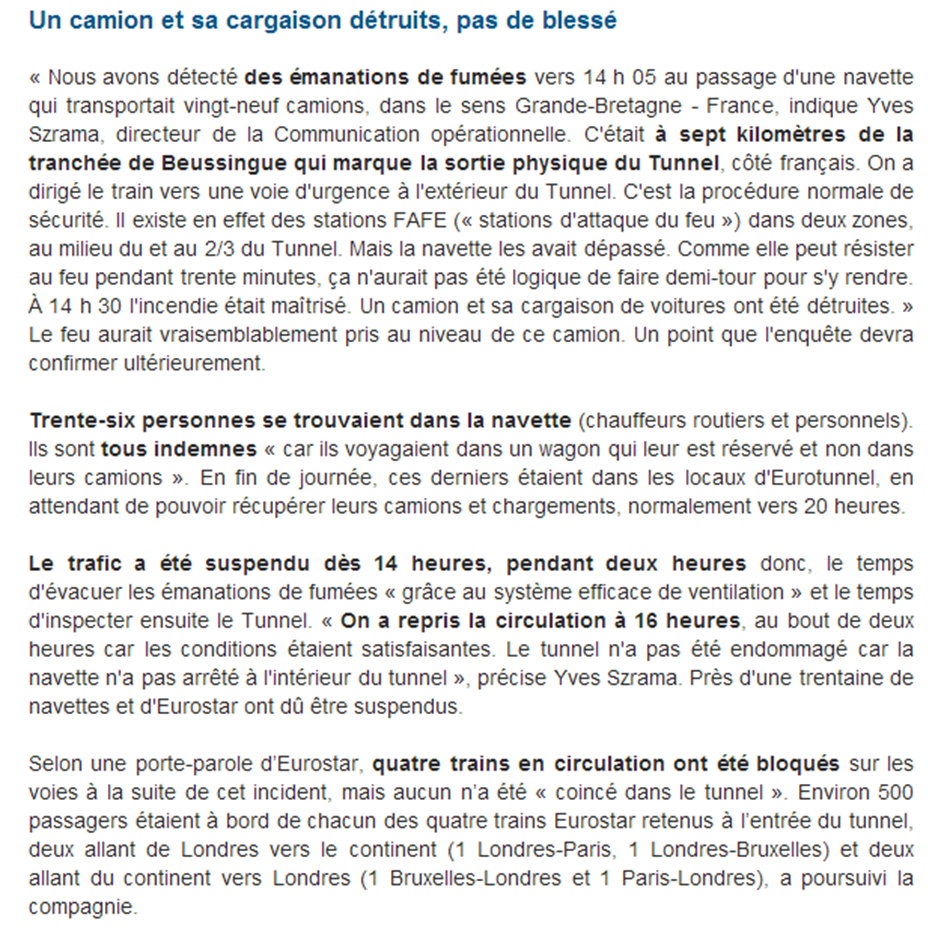 Un camion et sa cargaison détruits, pas de blessé
« Nous avons détecté des émanations de fumées vers 14 h 05 au passage d'une navette
qui transportait vingt-neuf camions, dans le sens Grande-Bretagne - France, indique Yves
Szrama, directeur de la Communication opérationnelle. C'était à sept kilomètres de la
tranchée de Beussingue qui marque la sortie physique du Tunnel, côté français. On a
dirigé le train vers une voie d'urgence à l'extérieur du Tunnel. C'est la procédure normale de
sécurité. Il existe en effet des stations FAFE (« stations d'attaque du feu ») dans deux zones,
au milieu du et au 2/3 du Tunnel. Mais la navette les avait dépassé. Comme elle peut résister
au feu pendant trente minutes, ça n'aurait pas été logique de faire demi-tour pour s'y rendre.
À 14 h 30 l'incendie était maîtrisé. Un camion et sa cargaison de voitures ont été détruites. »
Le feu aurait vraisemblablement pris au niveau de ce camion. Un point que l'enquête devra
confirmer ultérieurement.
Trente-six personnes se trouvaient dans la navette (chauffeurs routiers et personnels).
Ils sont tous indemnes « car ils voyagaient dans un wagon qui leur est réservé et non dans
leurs camions ». En fin de journée, ces derniers étaient dans les locaux d'Eurotunnel, en
attendant de pouvoir récupérer leurs camions et chargements, normalement vers 20 heures.
Le trafic a été suspendu dès 14 heures, pendant deux heures donc, le temps
d'évacuer les émanations de fumées « grâce au système efficace de ventilation » et le temps
d'inspecter ensuite le Tunnel. « On a repris la circulation à 16 heures, au bout de deux
heures car les conditions étaient satisfaisantes. Le tunnel n'a pas été endommagé car la
navette n'a pas arrêté à l'intérieur du tunnel », précise Yves Szrama. Près d'une trentaine de
navettes et d'Eurostar ont dû être suspendus.
Selon une porte-parole d’Eurostar, quatre trains en circulation ont été bloqués sur les
voies à la suite de cet incident, mais aucun n’a été « coincé dans le tunnel ». Environ 500
passagers étaient à bord de chacun des quatre trains Eurostar retenus à l’entrée du tunnel,
deux allant de Londres vers le continent (1 Londres-Paris, 1 Londres-Bruxelles) et deux
allant du continent vers Londres (1 Bruxelles-Londres et 1 Paris-Londres), a poursuivi la
compagnie.